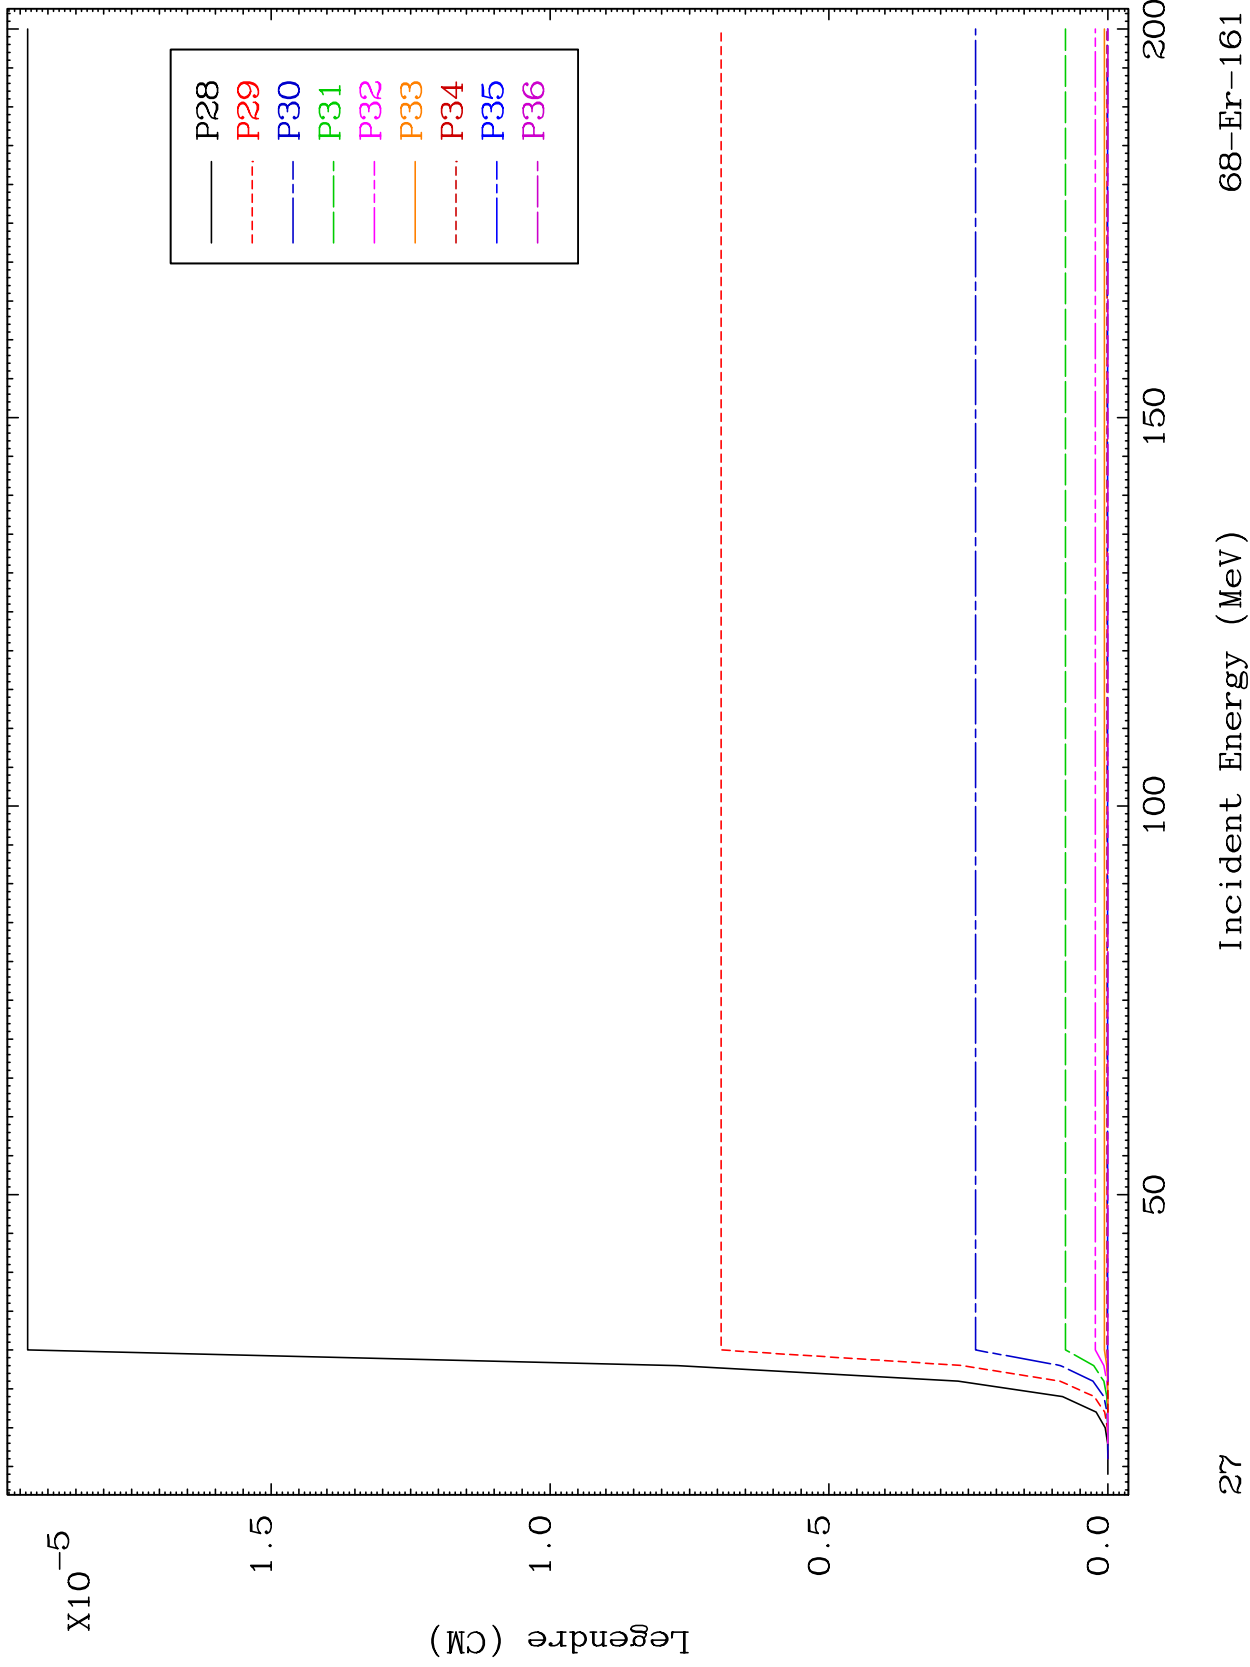 X10-5
1.5
1.0
0.5
0.0
Legendre (CM)
P28
P29
P30
P31
P32
P33
P34
P35
P36
50
100
150
200
27
Incident Energy (MeV)
68-Er-161